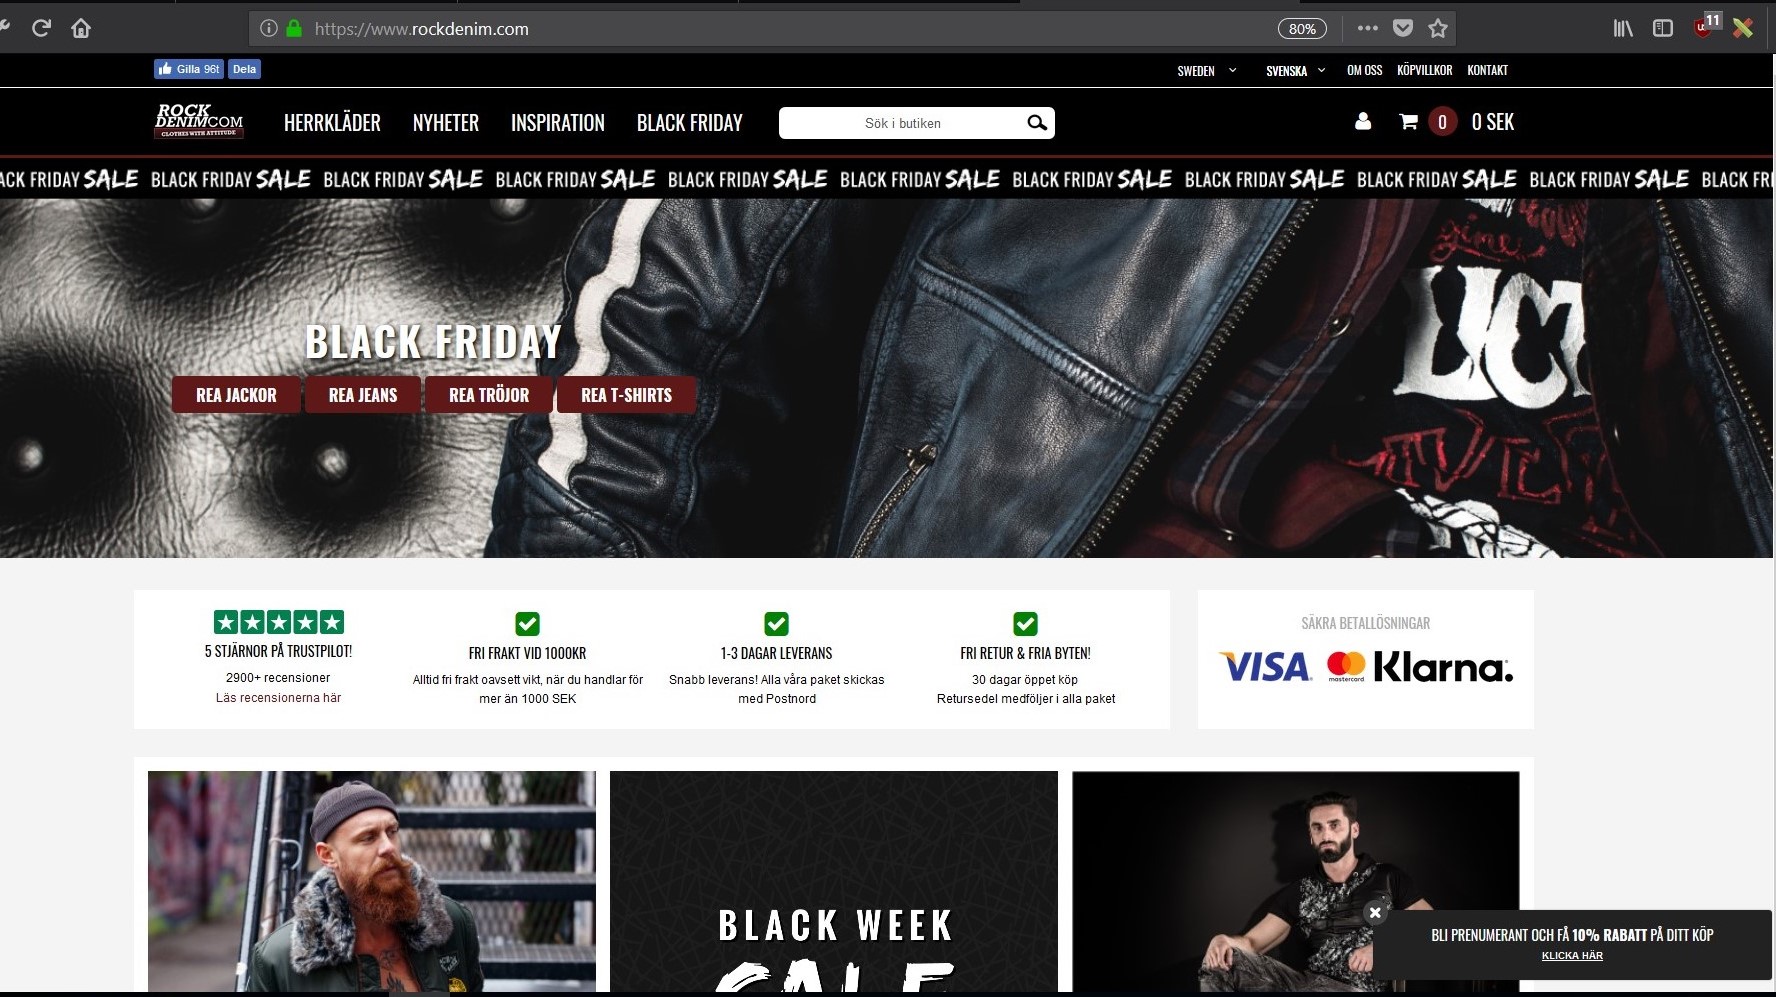 https://www.rockdenim.com
80%
11
Gilla 96t
Dela
SWEDEN
SVENSKA
OM OSS
KÖPVILLKOR
KONTAKT
ROCK
DENIMCOM
CLOTHES WITH ATTITUDE
HERRKLÄDER
NYHETER
INSPIRATION
BLACK FRIDAY
Sök i butiken
0
0 SEK
ACK FRIDAY SALE BLACK FRIDAY SALE BLACK FRIDAY SALE BLACK FRIDAY SALE BLACK FRIDAY SALE BLACK FRIDAY SALE BLACK FRIDAY SALE BLACK FRIDAY SALE BLACK FRIDAY SALE BLACK FRIDAY SALE BLACK FRI
BLACK FRIDAY
REA JACKOR
REA JEANS
REA TRÖJOR
REA T-SHIRTS
5 STJÄRNOR PÅ TRUSTPILOT!
2900+ recensioner
Läs recensionerna här
FRI FRAKT VID 1000KR
Alltid fri frakt oavsett vikt, när du handlar för
mer än 1000 SEK
1-3 DAGAR LEVERANS
Snabb leverans! Alla våra paket skickas
med Postnord
FRI RETUR & FRIA BYTEN!
30 dagar öppet köp
Retursedel medföljer i alla paket
SÄKRA BETALLÖSNINGAR
VISA
mastercard
Klarna.
BLACK WEEK
SALE
BLI PRENUMERANT OCH FÅ 10% RABATT PÅ DITT KÖP
KLICKA HÄR